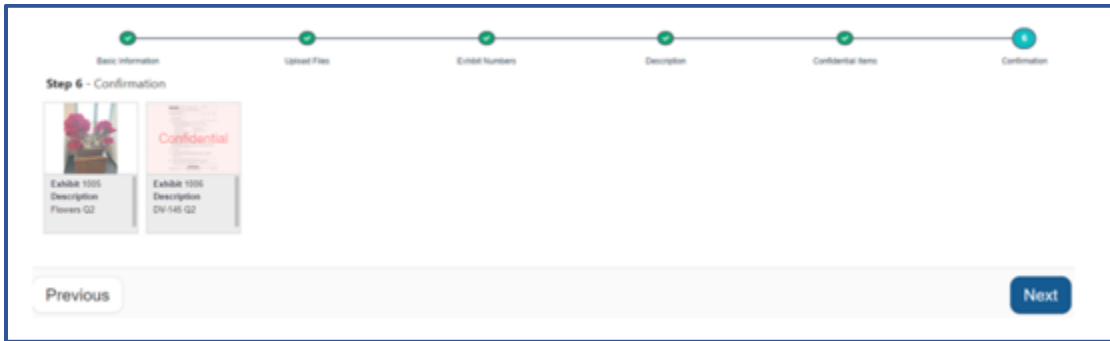 Basic Information
Upload Files
Exhibit Numbers
Description
Confidential Items
6
Confirmation
Step 6 - Confirmation
Confidential
Exhibit 1005
Description
Flowers Q2
Exhibit 1006
Description
DV-145 Q2
Previous
Next